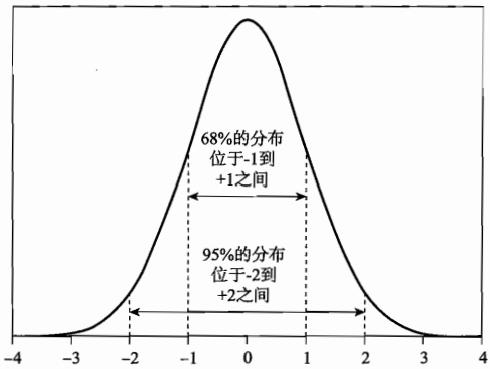 68%的分布
位于-1到
+1之间
95%的分布
位于-2到
+2之间
-4 -3 -2 -1 0 1 2 3 4